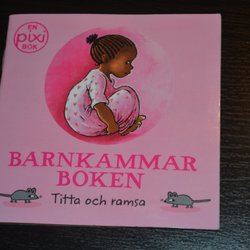 EN
pixi
BOK
BARNKAMMAR
BOKEN
Titta och ramsa